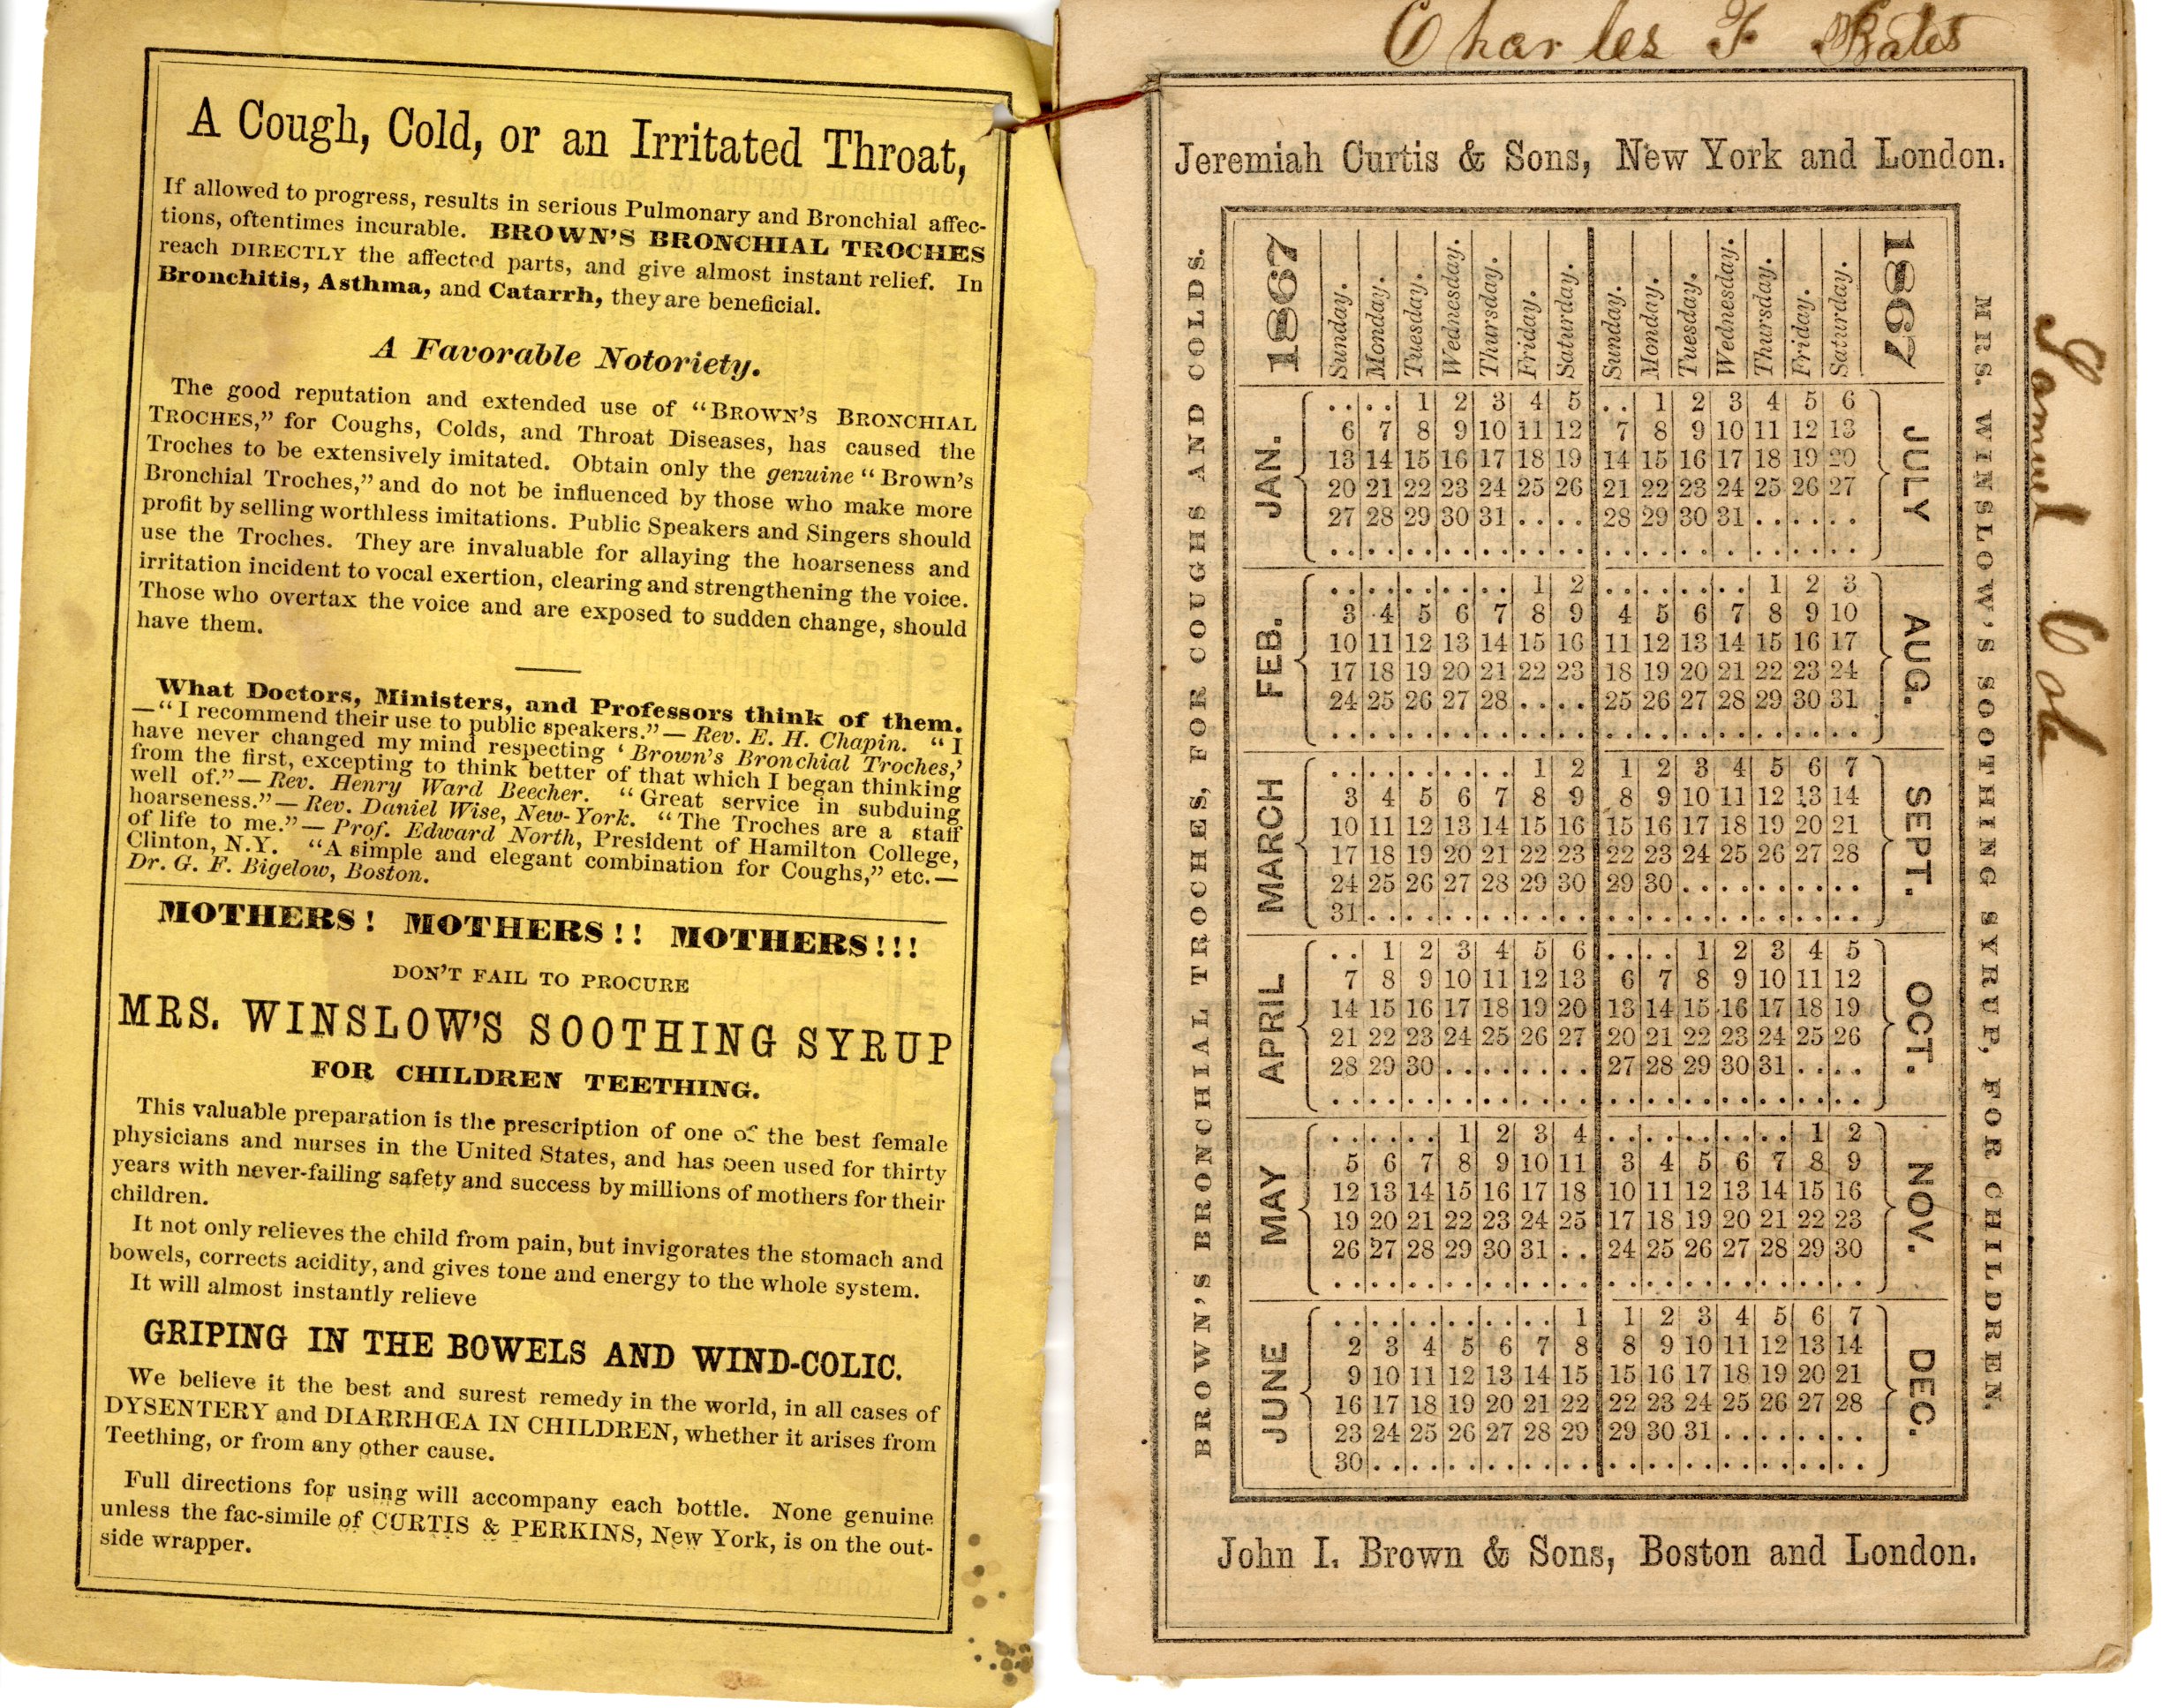 A Cough, Cold, or an Irritated Throat,
If allowed to progress, results in serious Pulmonary and Bronchial affec-
tions, oftentimes incurable. BROWN'S BRONCHIAL TROCHES
reach DIRECTLY the affected parts, and give almost instant relief. In
Bronchitis, Asthma, and Catarrh, they are beneficial.
A Favorable Notoriety.
The good reputation and extended use of "BROWN'S BRONCHIAL
TROCHES," for Coughs, Colds, and Throat Diseases, has caused the
Troches to be extensively imitated. Obtain only the genuine "Brown's
Bronchial Troches," and do not be influenced by those who make more
profit by selling worthless imitations. Public Speakers and Singers should
use the Troches. They are invaluable for allaying the hoarseness and
irritation incident to vocal exertion, clearing and strengthening the voice.
Those who overtax the voice and are exposed to sudden change, should
have them.
What Doctors, Ministers, and Professors think of them.
—"I recommend their use to public speakers."—Rev. E. H. Chapin. "I
have never changed my mind respecting 'Brown's Bronchial Troches,'
from the first, excepting to think better of that which I began thinking
well of."—Rev. Henry Ward Beecher. "Great service in subduing
hoarseness."—Rev. Daniel Wise, New-York. "The Troches are a staff
of life to me."—Prof. Edward North, President of Hamilton College,
Clinton, N.Y. "A simple and elegant combination for Coughs," etc.—
Dr. G. F. Bigelow, Boston.
MOTHERS! MOTHERS!! MOTHERS!!!
DON'T FAIL TO PROCURE
MRS. WINSLOW'S SOOTHING SYRUP
FOR CHILDREN TEETHING.
This valuable preparation is the prescription of one of the best female
physicians and nurses in the United States, and has been used for thirty
years with never-failing safety and success by millions of mothers for their
children.
It not only relieves the child from pain, but invigorates the stomach and
bowels, corrects acidity, and gives tone and energy to the whole system.
It will almost instantly relieve
GRIPING IN THE BOWELS AND WIND-COLIC.
We believe it the best and surest remedy in the world, in all cases of
DYSENTERY and DIARRHŒA IN CHILDREN, whether it arises from
Teething, or from any other cause.
Full directions for using will accompany each bottle. None genuine
unless the fac-simile of CURTIS & PERKINS, New York, is on the out-
side wrapper.
Charles F
Jeremiah Curtis & Sons, New York and London.
BROWN'S BRONCHIAL TROCHES, FOR COUGHS AND COLDS.
1867 Sunday. Monday. Tuesday. Wednesday. Thursday. Friday. Saturday. Sunday. Monday. Tuesday. Wednesday. Thursday. Friday. Saturday. 1867
JAN. JULY
1 2 3 4 5 1 2 3 4 5 6
6 7 8 9 10 11 12 7 8 9 10 11 12 13
13 14 15 16 17 18 19 14 15 16 17 18 19 20
20 21 22 23 24 25 26 21 22 23 24 25 26 27
27 28 29 30 31 28 29 30 31
FEB. AUG.
1 2 1 2 3
3 4 5 6 7 8 9 4 5 6 7 8 9 10
10 11 12 13 14 15 16 11 12 13 14 15 16 17
17 18 19 20 21 22 23 18 19 20 21 22 23 24
24 25 26 27 28 25 26 27 28 29 30 31
MARCH SEPT.
1 2 1 2 3 4 5 6 7
3 4 5 6 7 8 9 8 9 10 11 12 13 14
10 11 12 13 14 15 16 15 16 17 18 19 20 21
17 18 19 20 21 22 23 22 23 24 25 26 27 28
24 25 26 27 28 29 30 29 30
31
APRIL OCT.
1 2 3 4 5 6 1 2 3 4 5
7 8 9 10 11 12 13 6 7 8 9 10 11 12
14 15 16 17 18 19 20 13 14 15 16 17 18 19
21 22 23 24 25 26 27 20 21 22 23 24 25 26
28 29 30 27 28 29 30 31
MAY NOV.
1 2 3 4 1 2
5 6 7 8 9 10 11 3 4 5 6 7 8 9
12 13 14 15 16 17 18 10 11 12 13 14 15 16
19 20 21 22 23 24 25 17 18 19 20 21 22 23
26 27 28 29 30 31 24 25 26 27 28 29 30
JUNE DEC.
1 1 2 3 4 5 6 7
2 3 4 5 6 7 8 8 9 10 11 12 13 14
9 10 11 12 13 14 15 15 16 17 18 19 20 21
16 17 18 19 20 21 22 22 23 24 25 26 27 28
23 24 25 26 27 28 29 29 30 31
30
MRS. WINSLOW'S SOOTHING SYRUP, FOR CHILDREN.
Samuel Cole
John I. Brown & Sons, Boston and London.